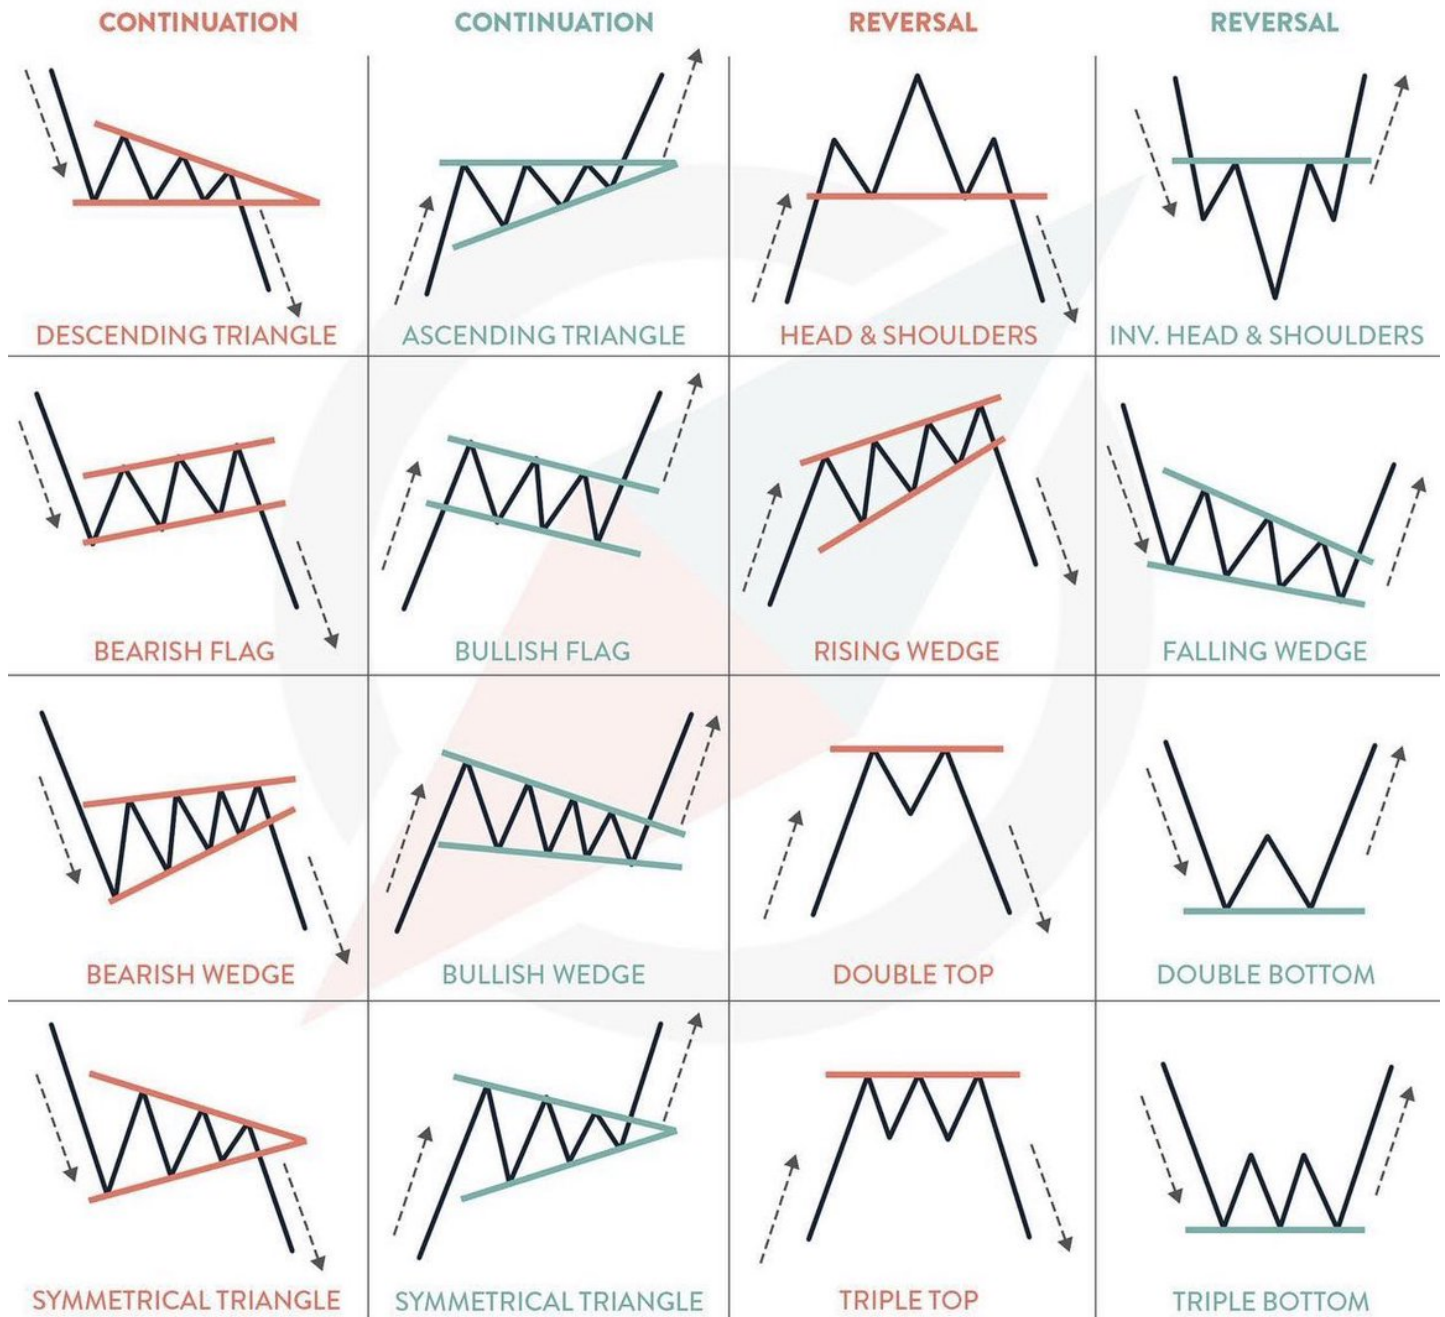 CONTINUATION
CONTINUATION
REVERSAL
REVERSAL
DESCENDING TRIANGLE
ASCENDING TRIANGLE
HEAD & SHOULDERS
INV. HEAD & SHOULDERS
BEARISH FLAG
BULLISH FLAG
RISING WEDGE
FALLING WEDGE
BEARISH WEDGE
BULLISH WEDGE
DOUBLE TOP
DOUBLE BOTTOM
SYMMETRICAL TRIANGLE
SYMMETRICAL TRIANGLE
TRIPLE TOP
TRIPLE BOTTOM